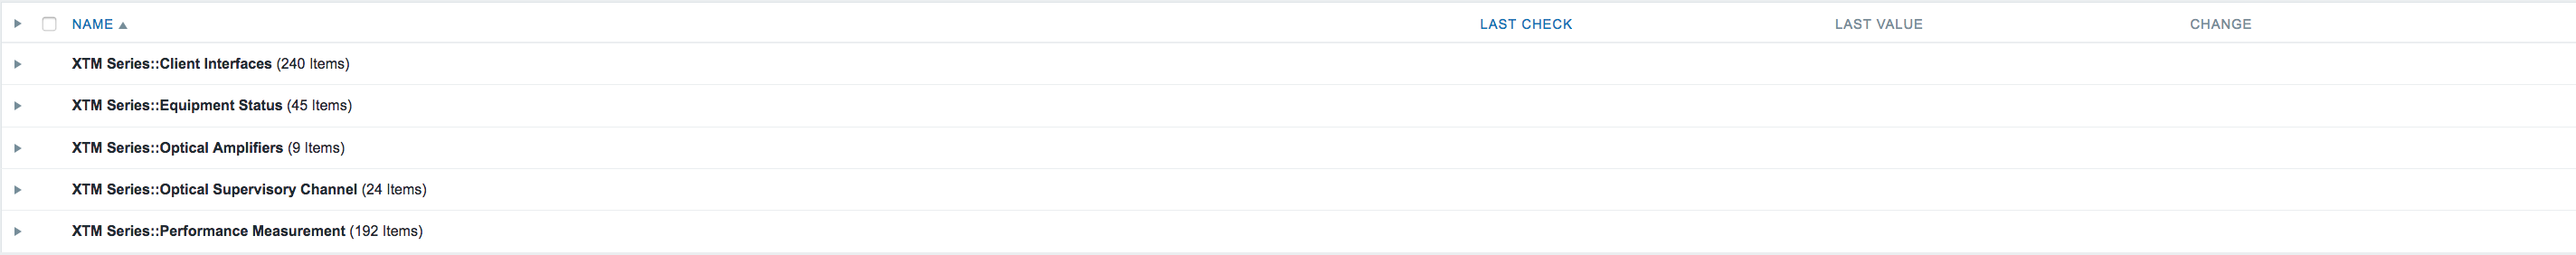 NAME LAST CHECK LAST VALUE CHANGE
XTM Series::Client Interfaces (240 Items)
XTM Series::Equipment Status (45 Items)
XTM Series::Optical Amplifiers (9 Items)
XTM Series::Optical Supervisory Channel (24 Items)
XTM Series::Performance Measurement (192 Items)